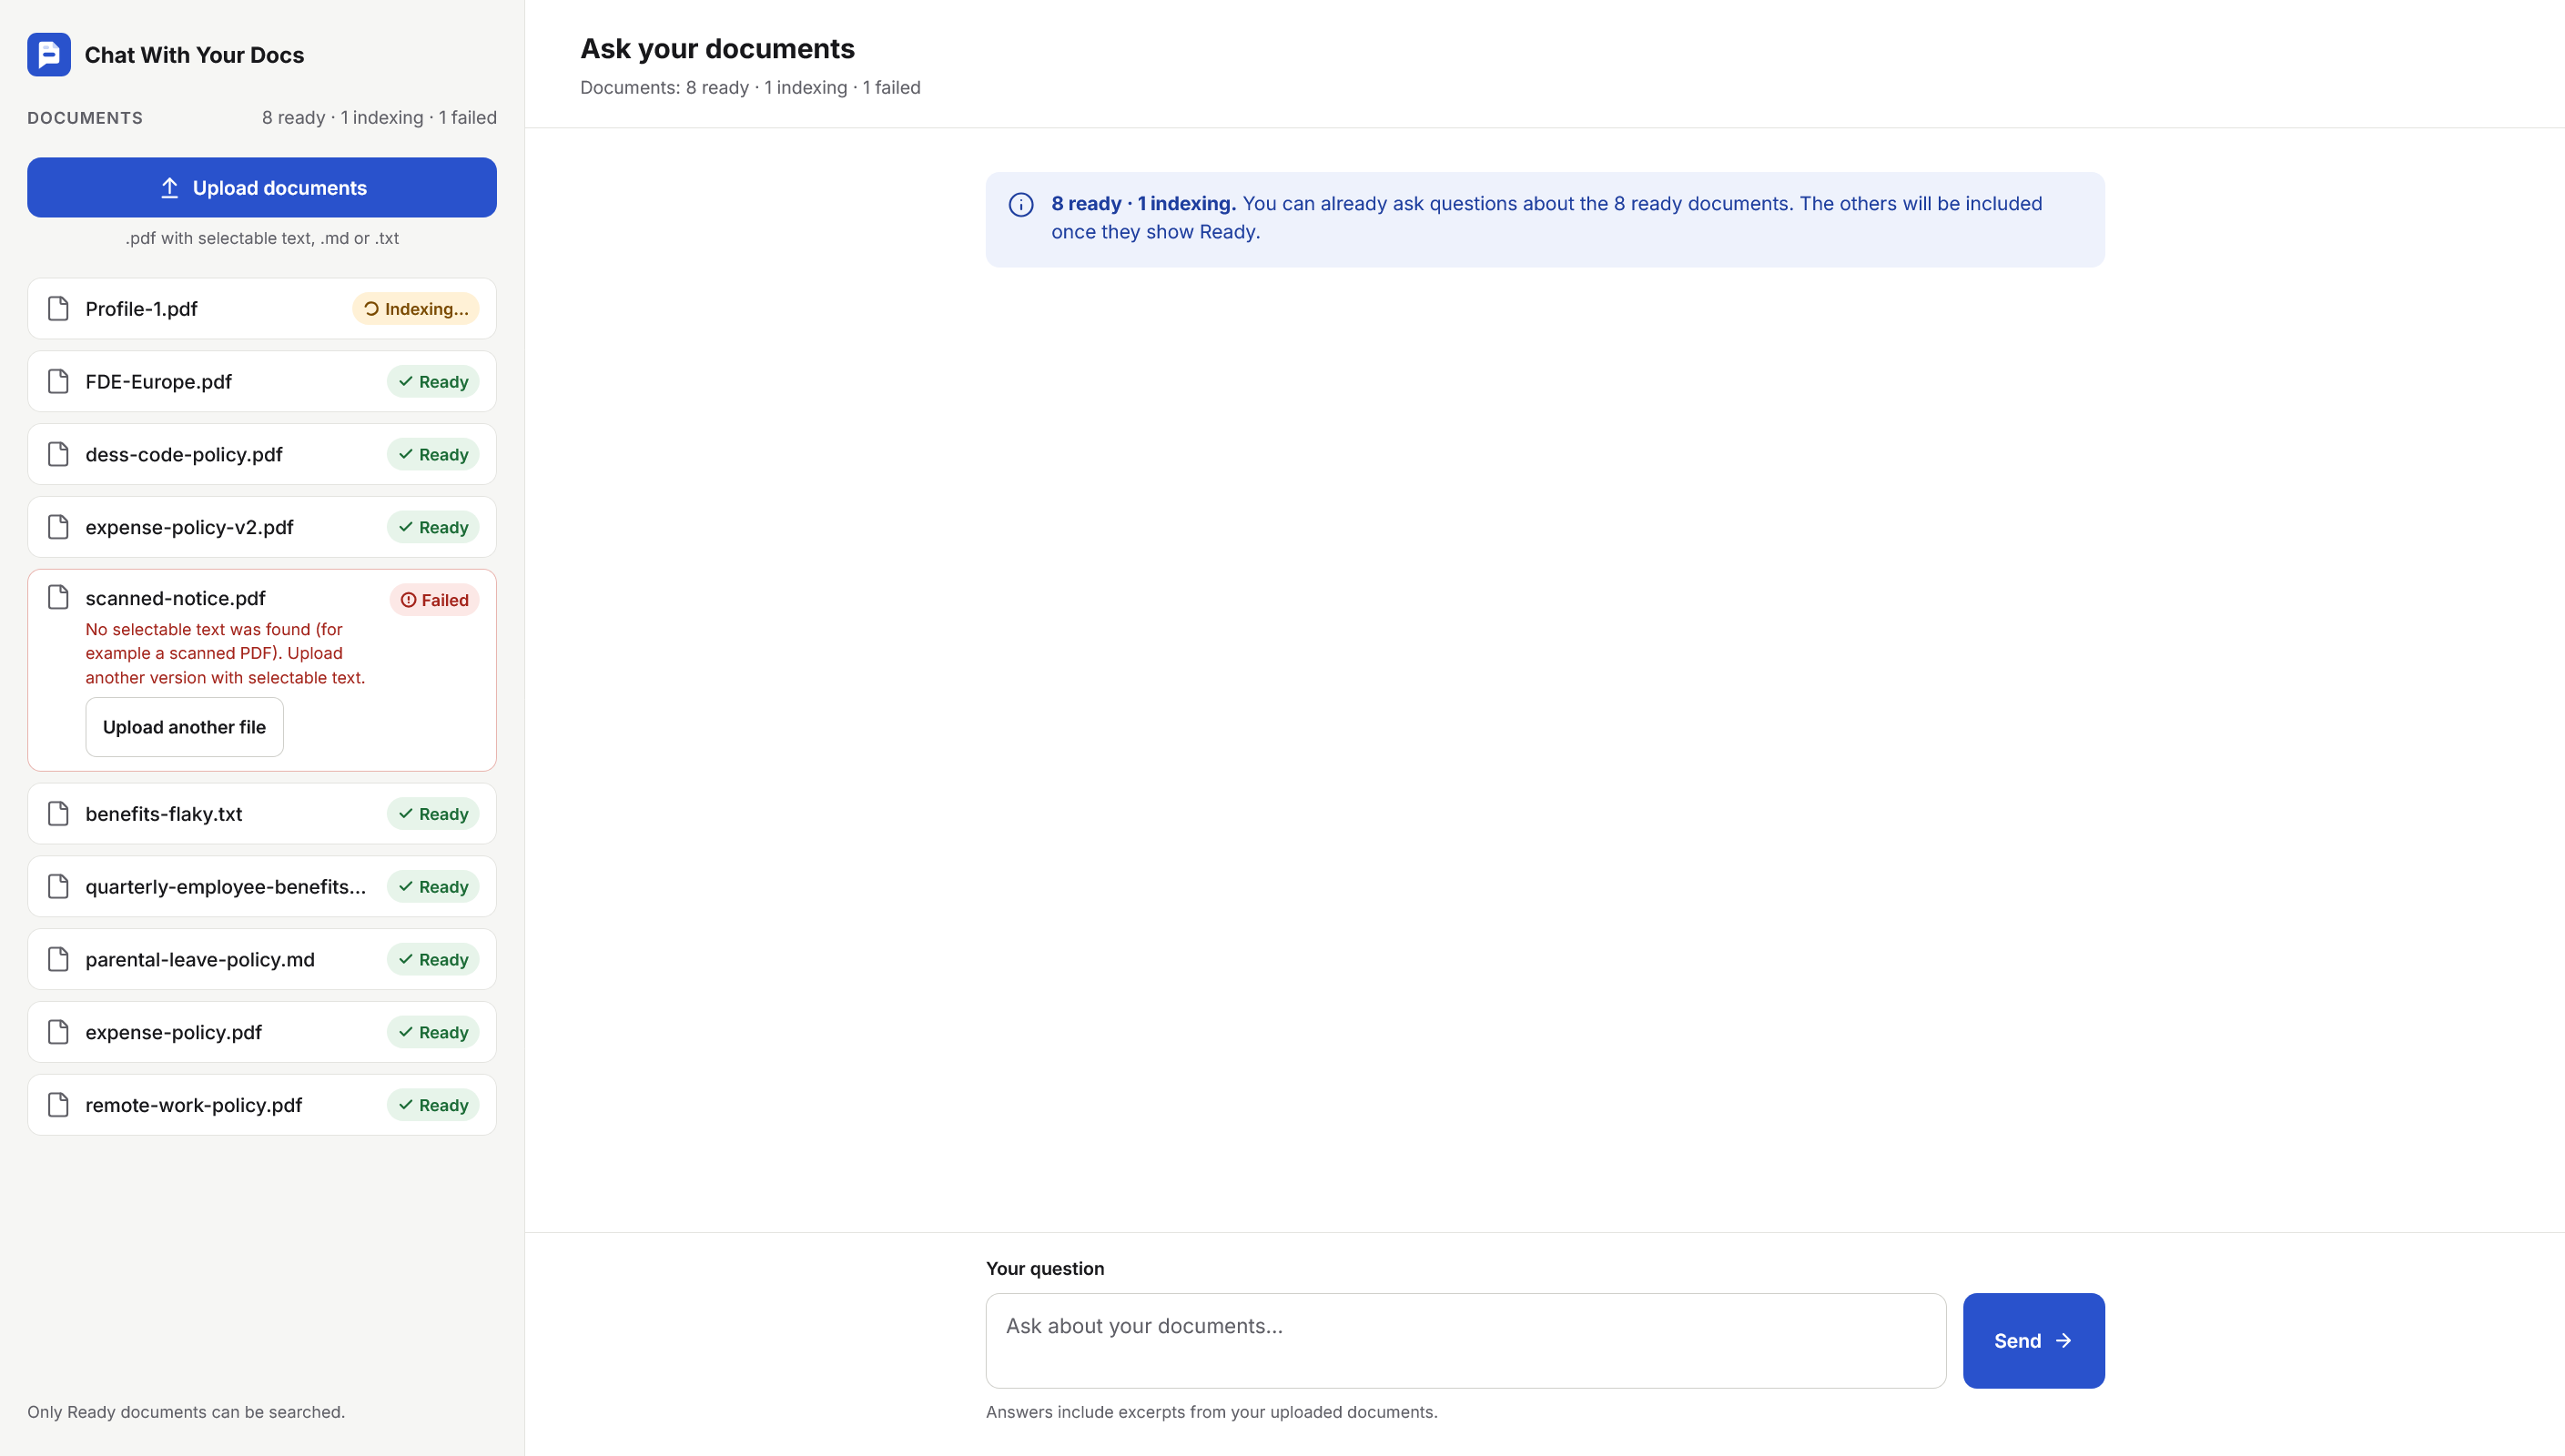 Chat With Your Docs
DOCUMENTS
8 ready · 1 indexing · 1 failed
Upload documents
.pdf with selectable text, .md or .txt
Profile-1.pdf
Indexing...
FDE-Europe.pdf
Ready
dess-code-policy.pdf
Ready
expense-policy-v2.pdf
Ready
scanned-notice.pdf
Failed
No selectable text was found (for
example a scanned PDF). Upload
another version with selectable text.
Upload another file
benefits-flaky.txt
Ready
quarterly-employee-benefits...
Ready
parental-leave-policy.md
Ready
expense-policy.pdf
Ready
remote-work-policy.pdf
Ready
Only Ready documents can be searched.
Ask your documents
Documents: 8 ready · 1 indexing · 1 failed
8 ready · 1 indexing. You can already ask questions about the 8 ready documents. The others will be included
once they show Ready.
Your question
Ask about your documents...
Send
Answers include excerpts from your uploaded documents.